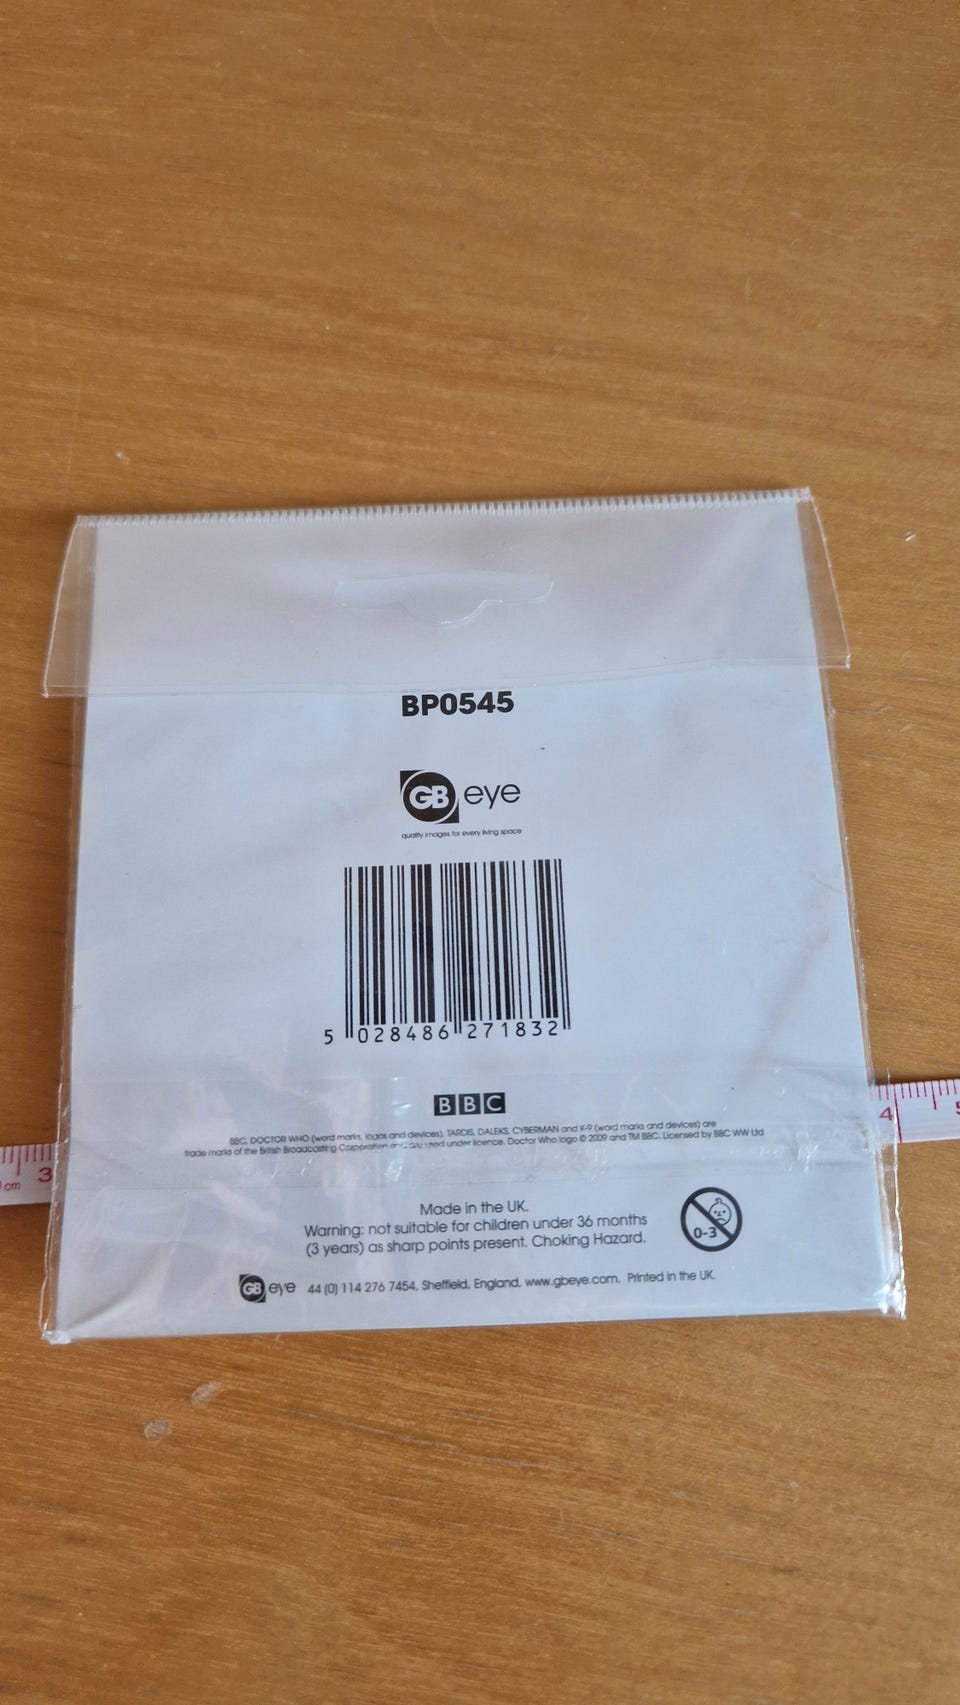 BP0545
GB eye
quality images for every living space
5 028486 271832
BBC
BBC, DOCTOR WHO (word marks, logos and devices), TARDIS, DALEKS, CYBERMAN and K-9 (word marks and devices) are
trade marks of the British Broadcasting Corporation and are used under licence. Doctor Who logo © 2009 and TM BBC. Licensed by BBC WW Ltd
Made in the UK.
Warning: not suitable for children under 36 months
(3 years) as sharp points present. Choking Hazard.
0-3
GB eye 44 (0) 114 276 7454, Sheffield, England, www.gbeye.com. Printed in the UK.
cm 3
4 5